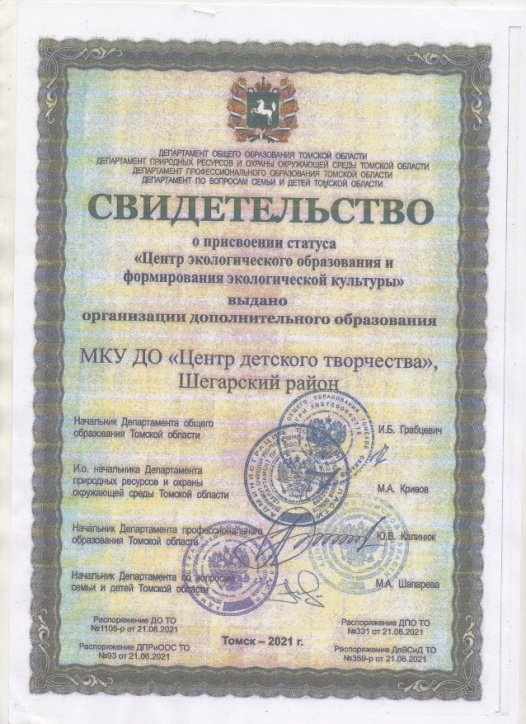 ДЕПАРТАМЕНТ ОБЩЕГО ОБРАЗОВАНИЯ ТОМСКОЙ ОБЛАСТИ
ДЕПАРТАМЕНТ ПРИРОДНЫХ РЕСУРСОВ И ОХРАНЫ ОКРУЖАЮЩЕЙ СРЕДЫ ТОМСКОЙ ОБЛАСТИ
ДЕПАРТАМЕНТ ПРОФЕССИОНАЛЬНОГО ОБРАЗОВАНИЯ ТОМСКОЙ ОБЛАСТИ
ДЕПАРТАМЕНТ ПО ВОПРОСАМ СЕМЬИ И ДЕТЕЙ ТОМСКОЙ ОБЛАСТИ
СВИДЕТЕЛЬСТВО
о присвоении статуса
«Центр экологического образования и
формирования экологической культуры»
выдано
организации дополнительного образования
МКУ ДО «Центр детского творчества»,
Шегарский район
Начальник Департамента общего
образования Томской области
И.Б. Грабцевич
И.о. начальника Департамента
природных ресурсов и охраны
окружающей среды Томской области
М.А. Кривов
Начальник Департамента профессионального
образования Томской области
Ю.В. Калинюк
Начальник Департамента по вопросам
семьи и детей Томской области
М.А. Шапарева
Распоряжение ДО ТО
№1105-р от 21.06.2021
Распоряжение ДПО ТО
№331 от 21.06.2021
Томск – 2021 г.
Распоряжение ДПРиООС ТО
№93 от 21.06.2021
Распоряжение ДпВСиД ТО
№359-р от 21.06.2021